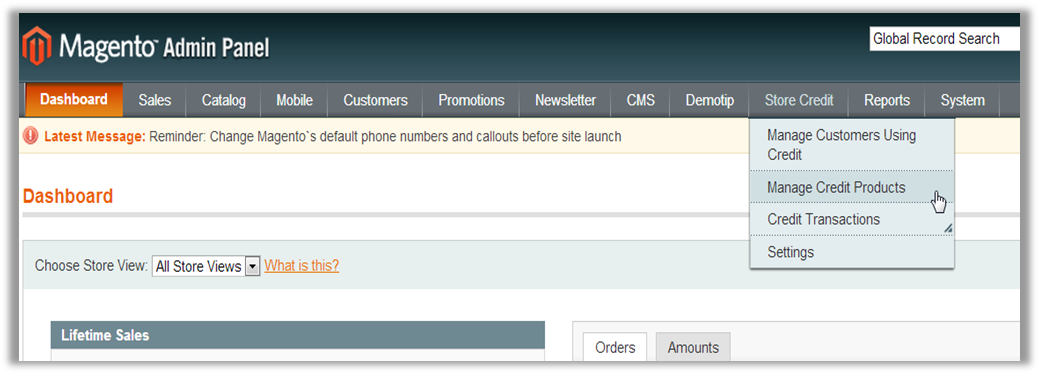 Magento™ Admin Panel
Global Record Search
Dashboard Sales Catalog Mobile Customers Promotions Newsletter CMS Demotip Store Credit Reports System
Latest Message: Reminder: Change Magento`s default phone numbers and callouts before site launch
Manage Customers Using
Credit
Manage Credit Products
Credit Transactions
Settings
Dashboard
Choose Store View: All Store Views What is this?
Lifetime Sales
Orders Amounts